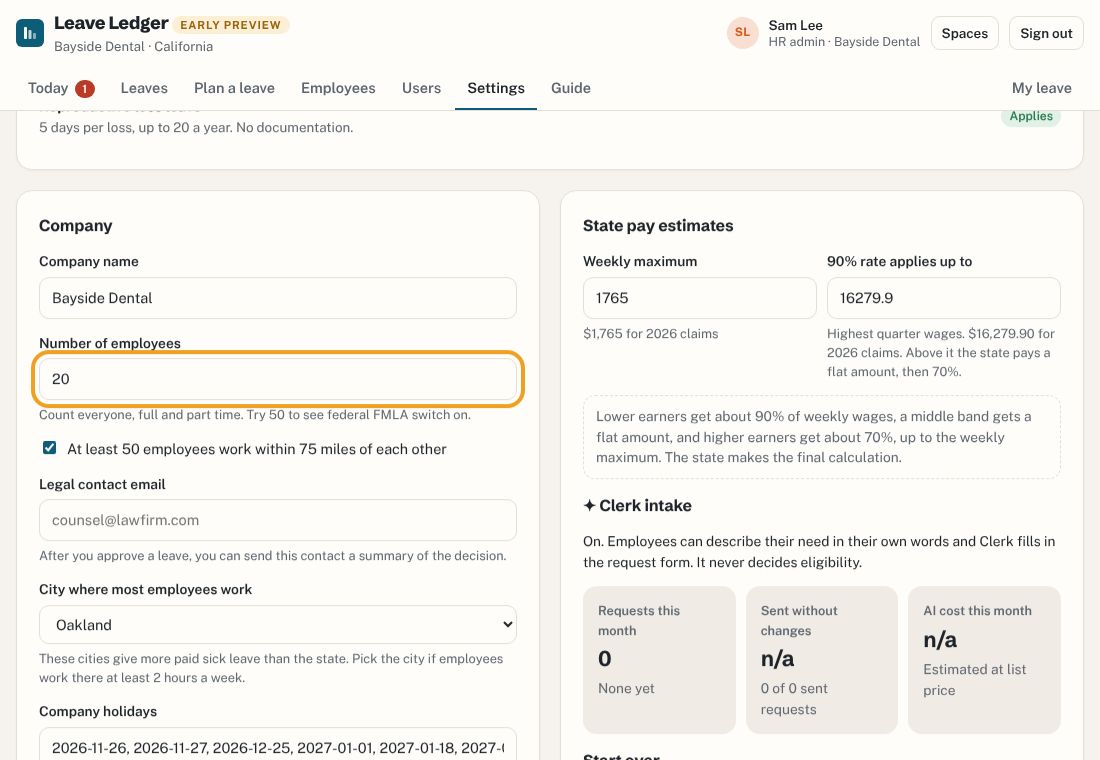 Leave Ledger EARLY PREVIEW
Bayside Dental · California
SL
Sam Lee
HR admin · Bayside Dental
Spaces
Sign out
Today 1
Leaves
Plan a leave
Employees
Users
Settings
Guide
My leave
5 days per loss, up to 20 a year. No documentation.
Applies
Company
Company name
Bayside Dental
Number of employees
20
Count everyone, full and part time. Try 50 to see federal FMLA switch on.
At least 50 employees work within 75 miles of each other
Legal contact email
counsel@lawfirm.com
After you approve a leave, you can send this contact a summary of the decision.
City where most employees work
Oakland
These cities give more paid sick leave than the state. Pick the city if employees
work there at least 2 hours a week.
Company holidays
2026-11-26, 2026-11-27, 2026-12-25, 2027-01-01, 2027-01-18,
State pay estimates
Weekly maximum
1765
$1,765 for 2026 claims
90% rate applies up to
16279.9
Highest quarter wages. $16,279.90 for
2026 claims. Above it the state pays a
flat amount, then 70%.
Lower earners get about 90% of weekly wages, a middle band gets a
flat amount, and higher earners get about 70%, up to the weekly
maximum. The state makes the final calculation.
✦ Clerk intake
On. Employees can describe their need in their own words and Clerk fills in
the request form. It never decides eligibility.
Requests this
month
0
None yet
Sent without
changes
n/a
0 of 0 sent
requests
AI cost this month
n/a
Estimated at list
price